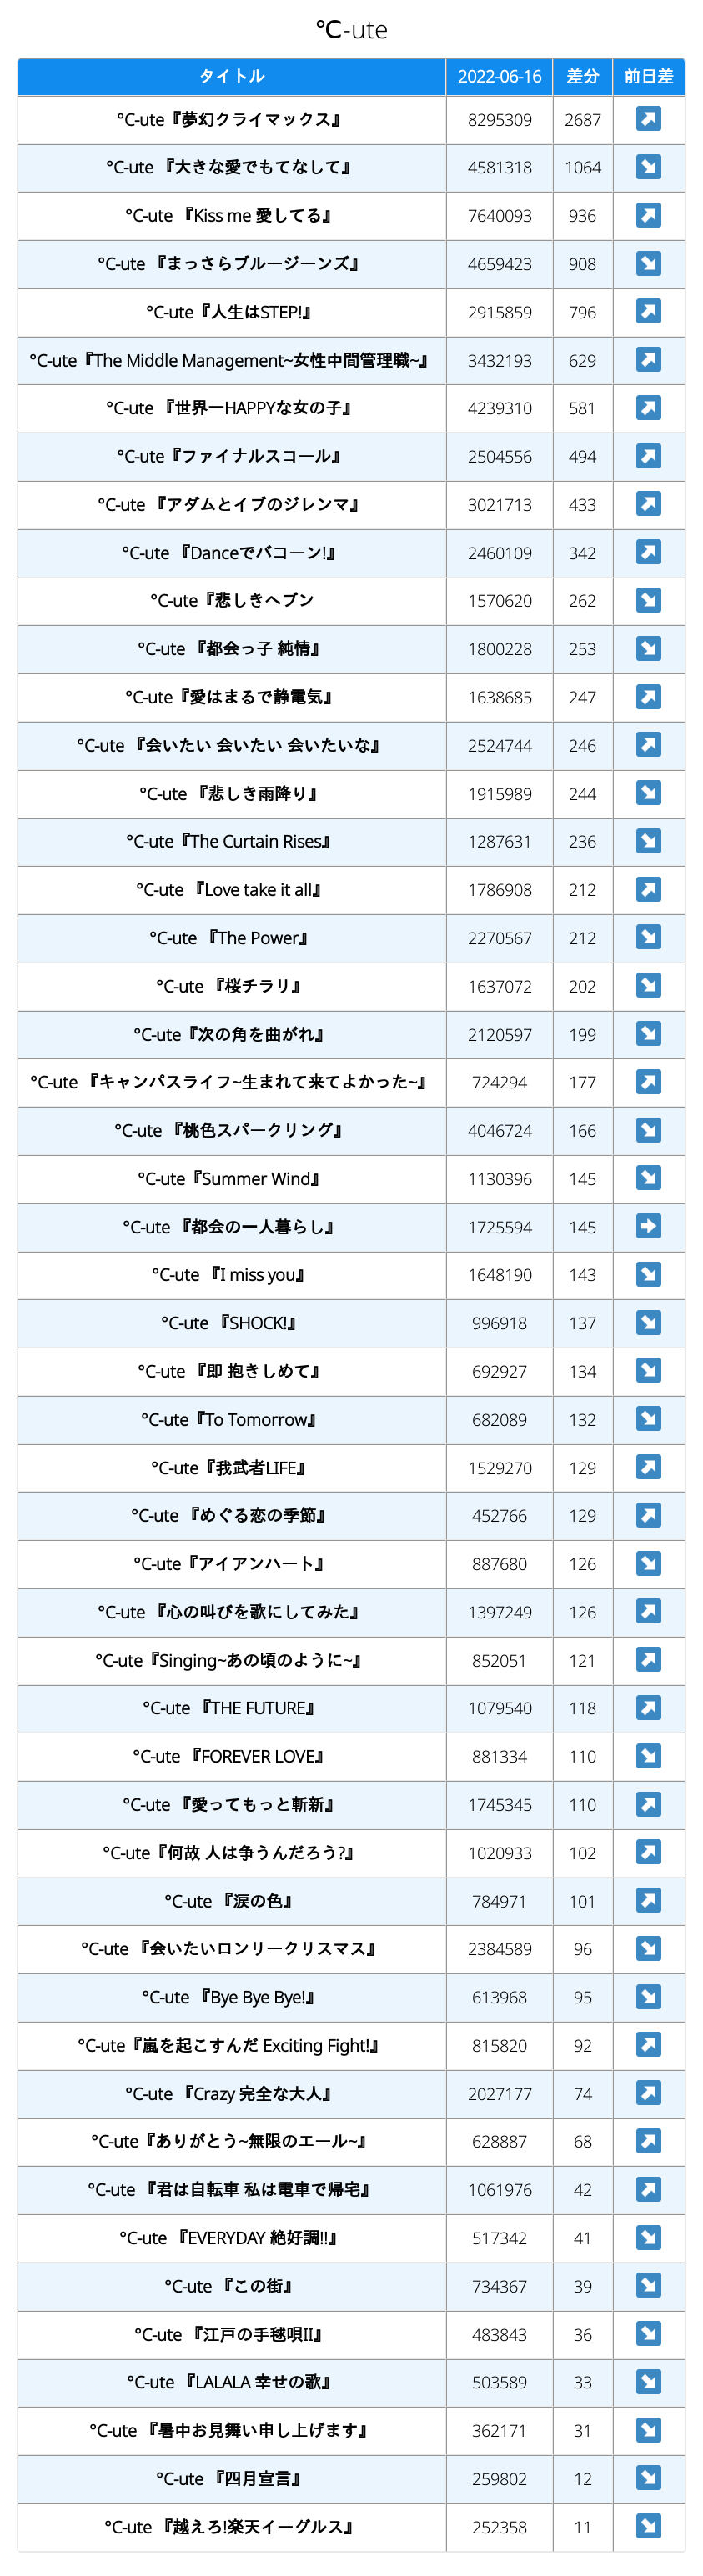 ℃-ute
タイトル 2022-06-16 差分 前日差
°C-ute『夢幻クライマックス』 8295309 2687 ↗
°C-ute 『大きな愛でもてなして』 4581318 1064 ↘
°C-ute 『Kiss me 愛してる』 7640093 936 ↗
°C-ute 『まっさらブルージーンズ』 4659423 908 ↘
°C-ute『人生はSTEP!』 2915859 796 ↗
°C-ute『The Middle Management~女性中間管理職~』 3432193 629 ↗
°C-ute 『世界一HAPPYな女の子』 4239310 581 ↗
°C-ute『ファイナルスコール』 2504556 494 ↗
°C-ute 『アダムとイブのジレンマ』 3021713 433 ↗
°C-ute 『Danceでバコーン!』 2460109 342 ↗
°C-ute『悲しきヘブン 1570620 262 ↘
°C-ute 『都会っ子 純情』 1800228 253 ↘
°C-ute『愛はまるで静電気』 1638685 247 ↗
°C-ute 『会いたい 会いたい 会いたいな』 2524744 246 ↗
°C-ute 『悲しき雨降り』 1915989 244 ↘
°C-ute『The Curtain Rises』 1287631 236 ↘
°C-ute 『Love take it all』 1786908 212 ↗
°C-ute 『The Power』 2270567 212 ↘
°C-ute 『桜チラリ』 1637072 202 ↘
°C-ute『次の角を曲がれ』 2120597 199 ↘
°C-ute 『キャンパスライフ~生まれて来てよかった~』 724294 177 ↗
°C-ute 『桃色スパークリング』 4046724 166 ↘
°C-ute『Summer Wind』 1130396 145 ↘
°C-ute 『都会の一人暮らし』 1725594 145 →
°C-ute 『I miss you』 1648190 143 ↘
°C-ute 『SHOCK!』 996918 137 ↘
°C-ute 『即 抱きしめて』 692927 134 ↘
°C-ute『To Tomorrow』 682089 132 ↘
°C-ute『我武者LIFE』 1529270 129 ↗
°C-ute 『めぐる恋の季節』 452766 129 ↗
°C-ute『アイアンハート』 887680 126 ↘
°C-ute 『心の叫びを歌にしてみた』 1397249 126 ↗
°C-ute『Singing~あの頃のように~』 852051 121 ↗
°C-ute 『THE FUTURE』 1079540 118 ↗
°C-ute 『FOREVER LOVE』 881334 110 ↘
°C-ute 『愛ってもっと斬新』 1745345 110 ↗
°C-ute『何故 人は争うんだろう?』 1020933 102 ↗
°C-ute 『涙の色』 784971 101 ↗
°C-ute 『会いたいロンリークリスマス』 2384589 96 ↘
°C-ute 『Bye Bye Bye!』 613968 95 ↘
°C-ute『嵐を起こすんだ Exciting Fight!』 815820 92 ↗
°C-ute 『Crazy 完全な大人』 2027177 74 ↗
°C-ute『ありがとう~無限のエール~』 628887 68 ↗
°C-ute 『君は自転車 私は電車で帰宅』 1061976 42 ↗
°C-ute 『EVERYDAY 絶好調!!』 517342 41 ↘
°C-ute 『この街』 734367 39 ↘
°C-ute 『江戸の手毬唄II』 483843 36 ↘
°C-ute 『LALALA 幸せの歌』 503589 33 ↘
°C-ute 『暑中お見舞い申し上げます』 362171 31 ↘
°C-ute 『四月宣言』 259802 12 ↘
°C-ute 『越えろ!楽天イーグルス』 252358 11 ↘